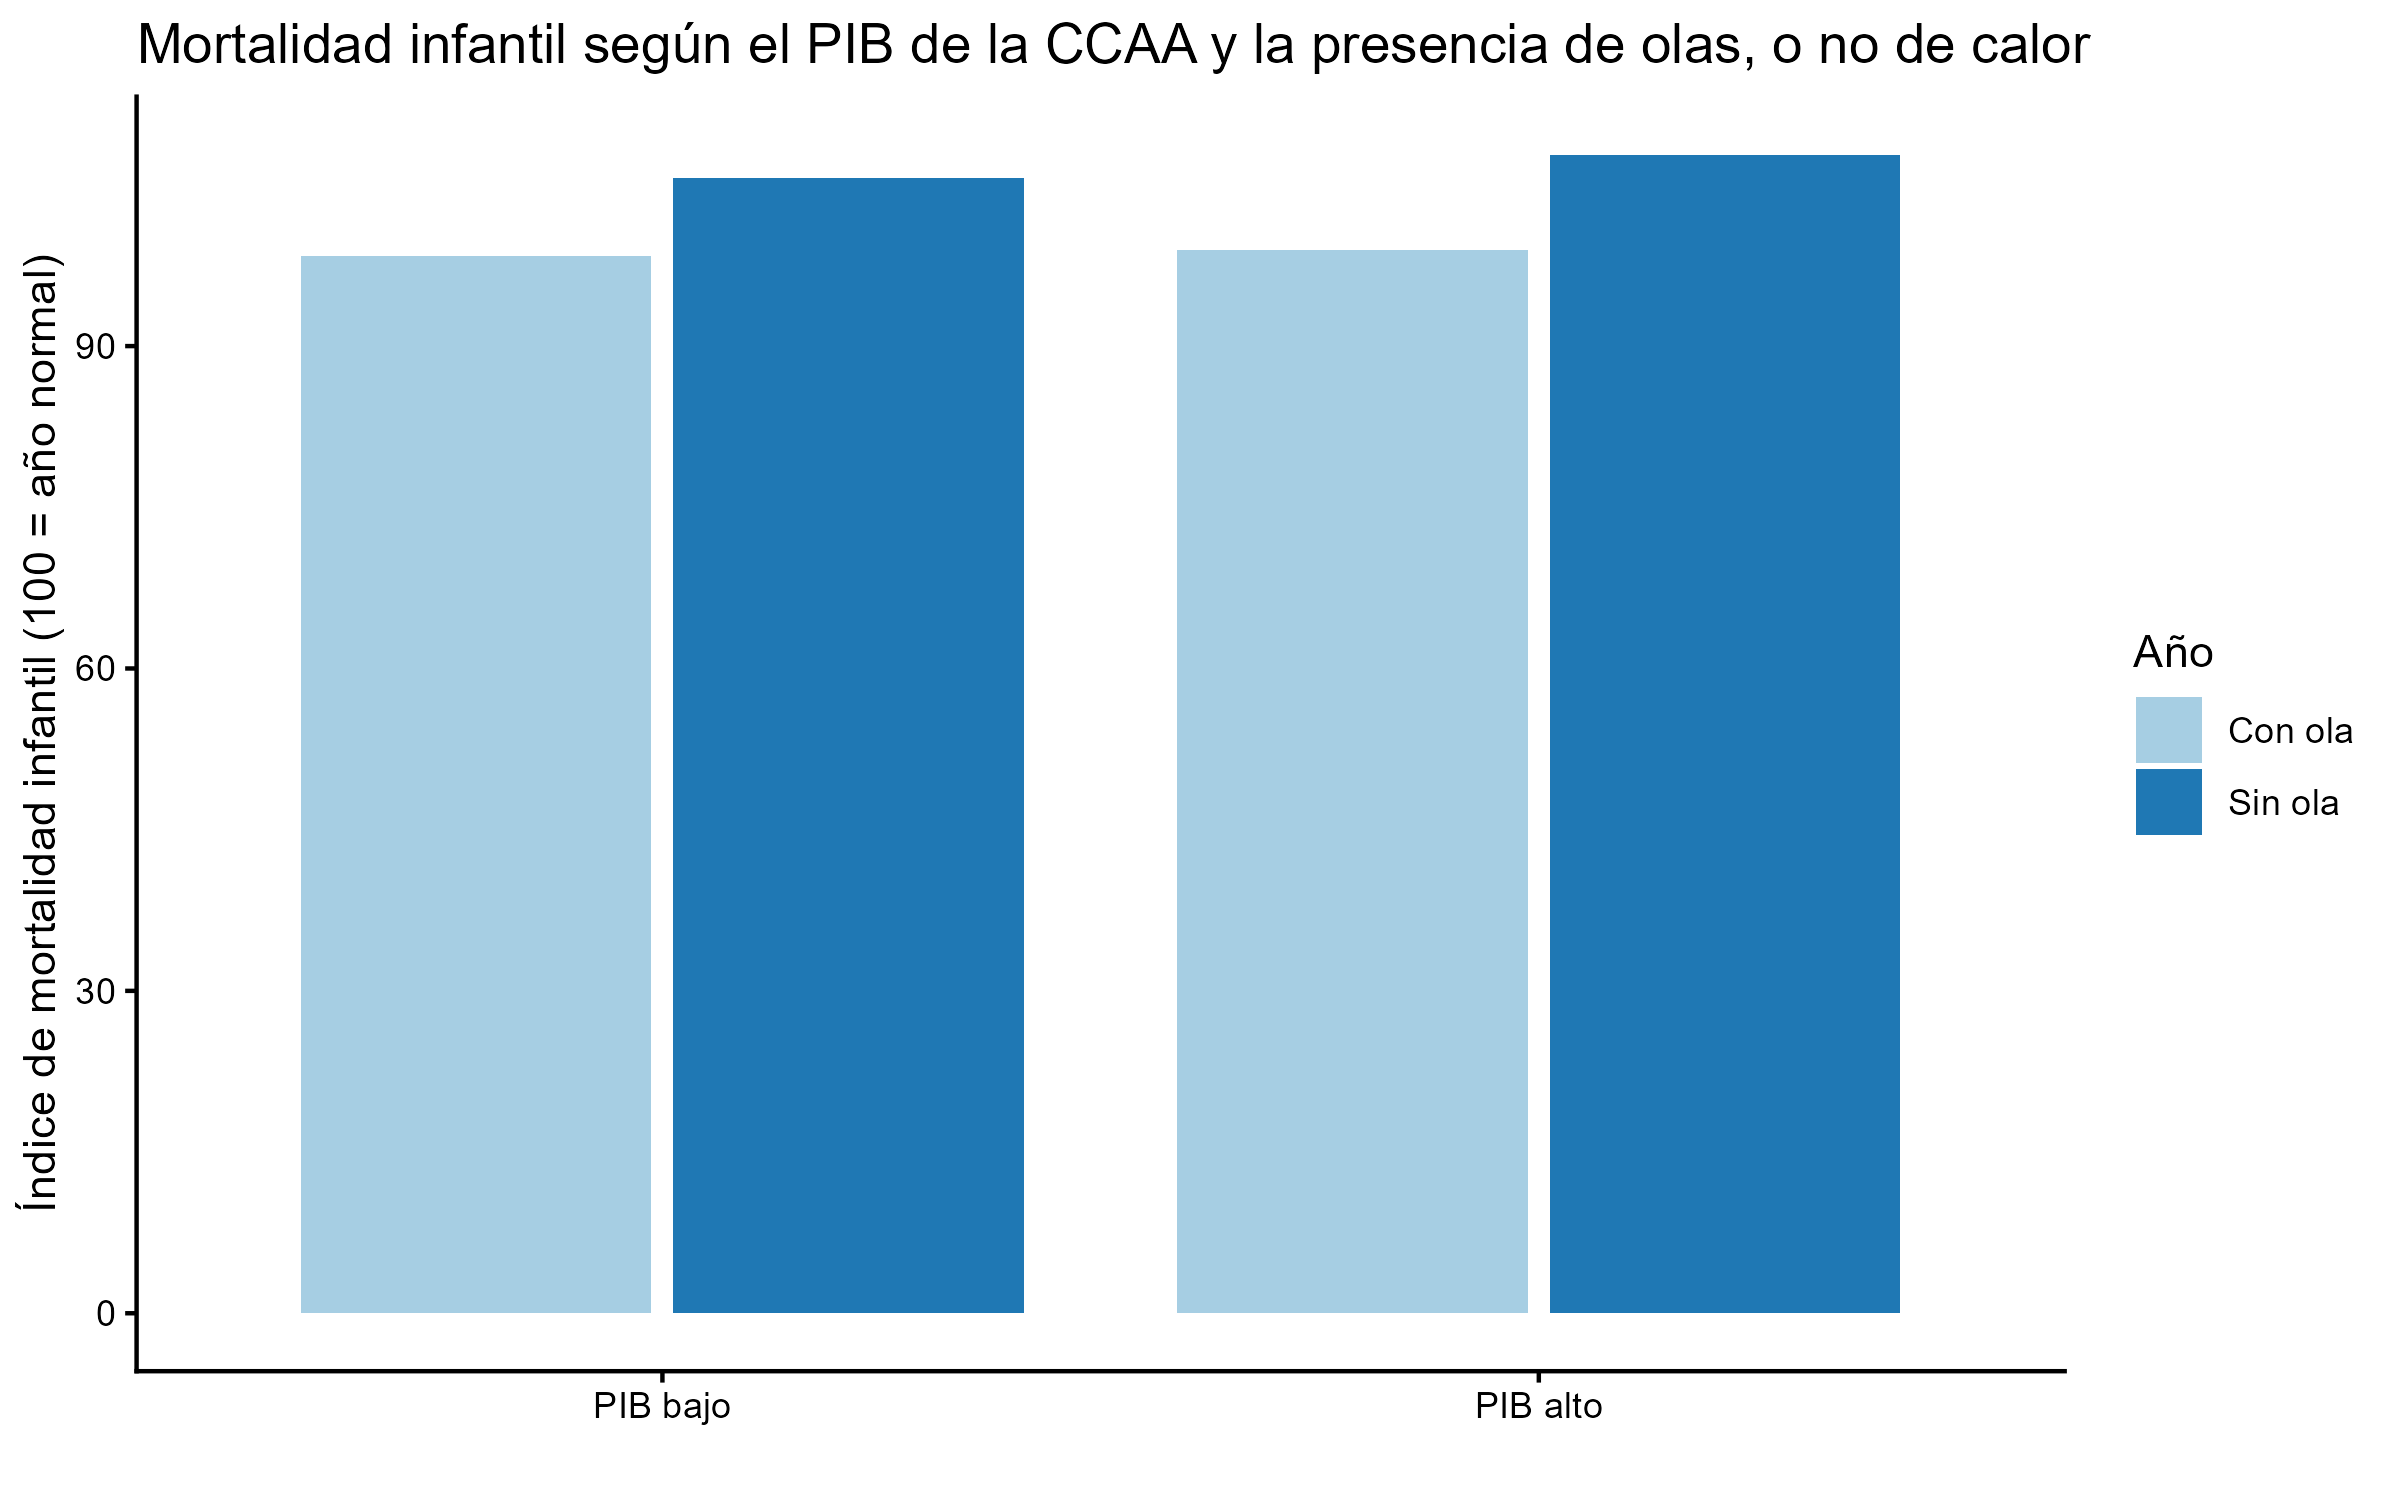 Mortalidad infantil según el PIB de la CCAA y la presencia de olas, o no de calor
Índice de mortalidad infantil (100 = año normal)
90
60
30
0
PIB bajo
PIB alto
Año
Con ola
Sin ola